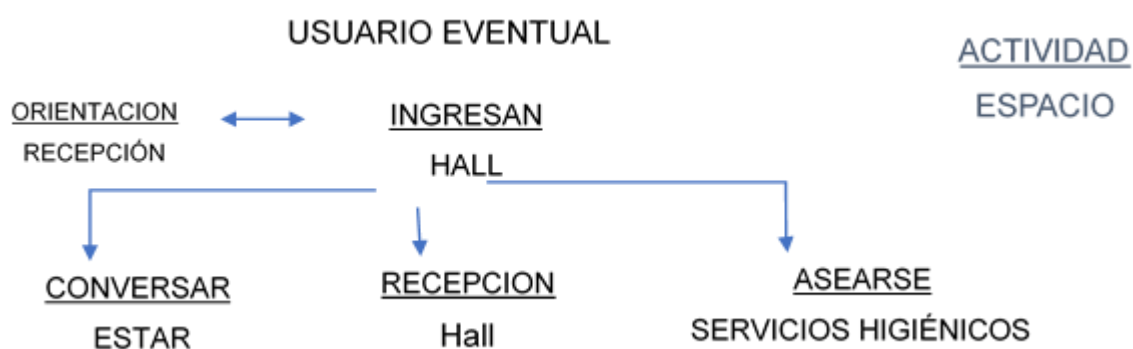 USUARIO EVENTUAL
ACTIVIDAD
ESPACIO
ORIENTACION
RECEPCIÓN
INGRESAN
HALL
CONVERSAR
ESTAR
RECEPCION
Hall
ASEARSE
SERVICIOS HIGIÉNICOS